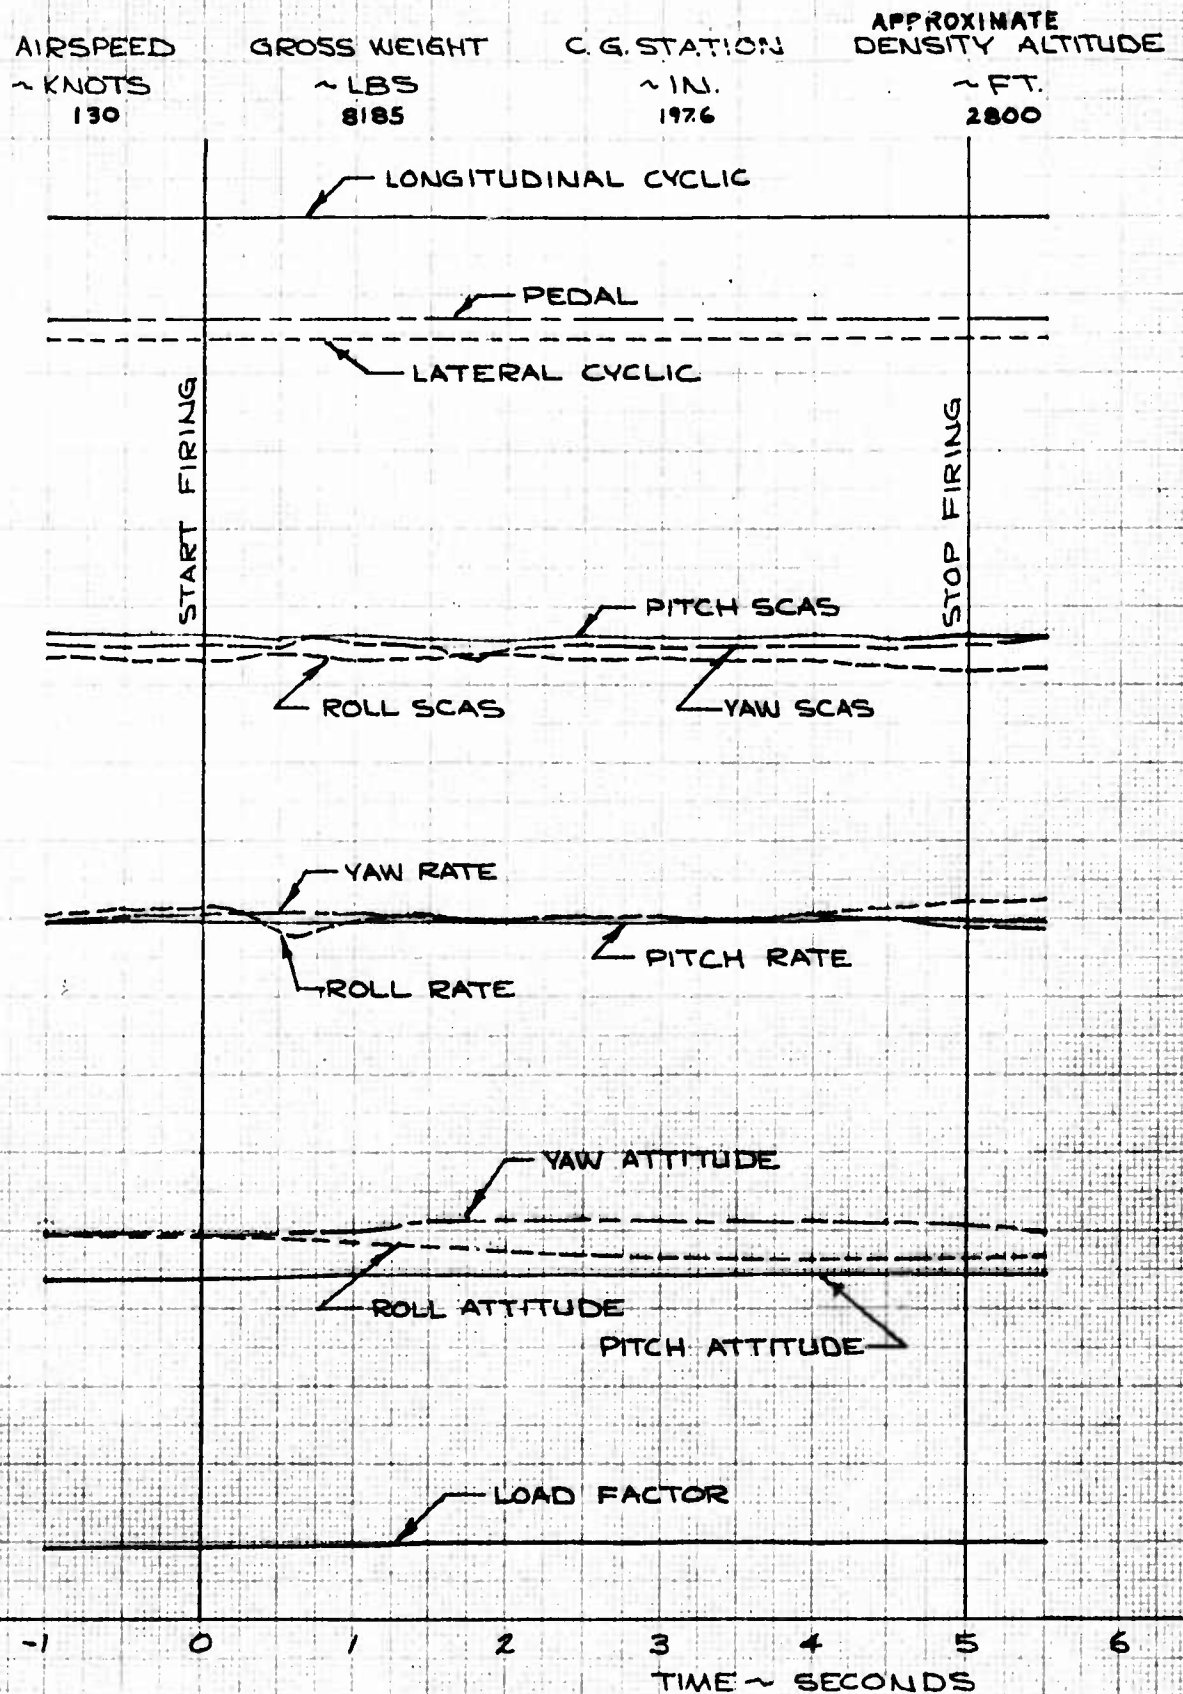 APPROXIMATE
AIRSPEED GROSS WEIGHT C.G. STATION DENSITY ALTITUDE
~ KNOTS ~ LBS ~ IN. ~ FT.
130 8185 197.6 2800
LONGITUDINAL CYCLIC
PEDAL
LATERAL CYCLIC
START FIRING
STOP FIRING
PITCH SCAS
ROLL SCAS YAW SCAS
YAW RATE
PITCH RATE
ROLL RATE
YAW ATTITUDE
ROLL ATTITUDE
PITCH ATTITUDE
LOAD FACTOR
-1 0 1 2 3 4 5 6
TIME ~ SECONDS